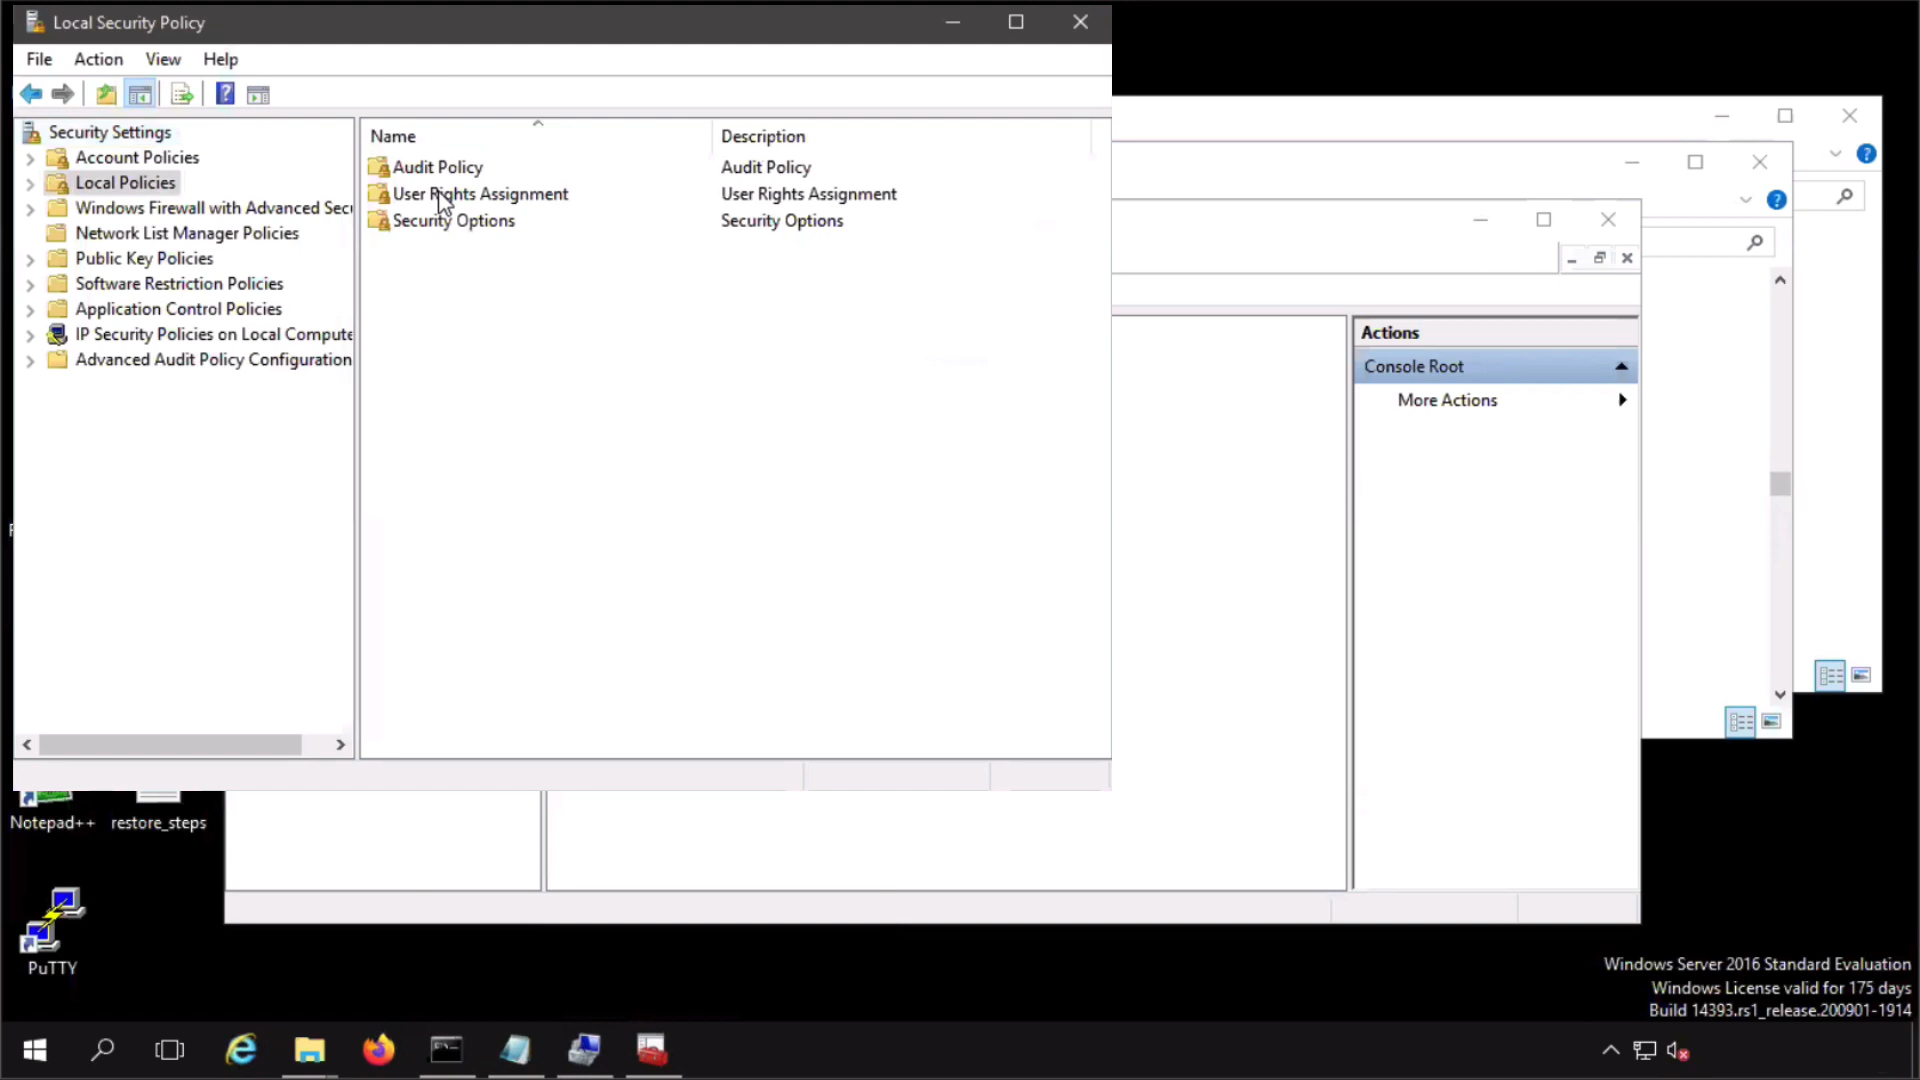 Local Security Policy
File Action View Help
Security Settings
Account Policies
Local Policies
Windows Firewall with Advanced Secu
Network List Manager Policies
Public Key Policies
Software Restriction Policies
Application Control Policies
IP Security Policies on Local Compute
Advanced Audit Policy Configuration
Name Description
Audit Policy Audit Policy
User Rights Assignment User Rights Assignment
Security Options Security Options
Actions
Console Root
More Actions
Notepad++ restore_steps
PuTTY
Windows Server 2016 Standard Evaluation
Windows License valid for 175 days
Build 14393.rs1_release.200901-1914